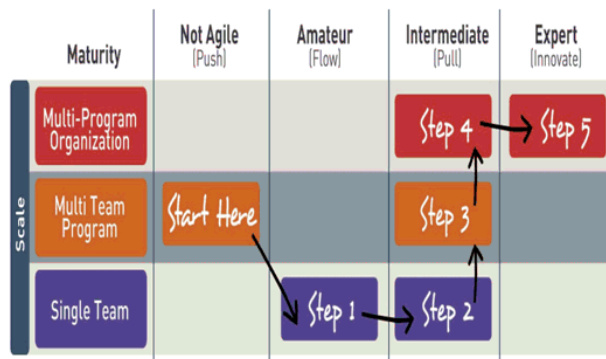 Maturity
Not Agile
(Push)
Amateur
(Flow)
Intermediate
(Pull)
Expert
(Innovate)
Scale
Multi-Program
Organization
Step 4
Step 5
Multi Team
Program
Start Here
Step 3
Single Team
Step 1
Step 2